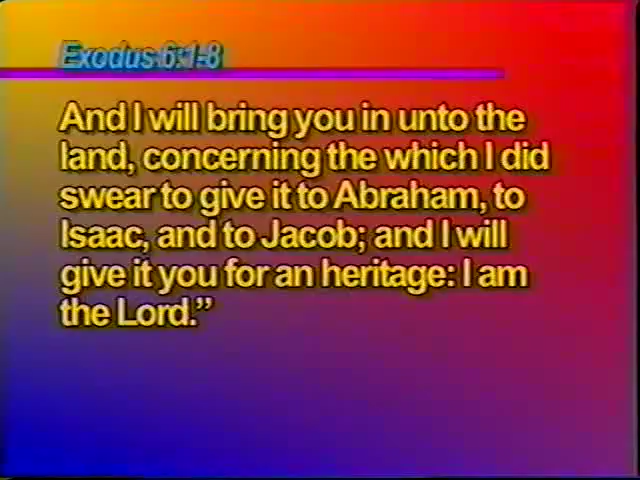 Exodus 6:1-8
And I will bring you in unto the
land, concerning the which I did
swear to give it to Abraham, to
Isaac, and to Jacob; and I will
give it you for an heritage: I am
the Lord.”